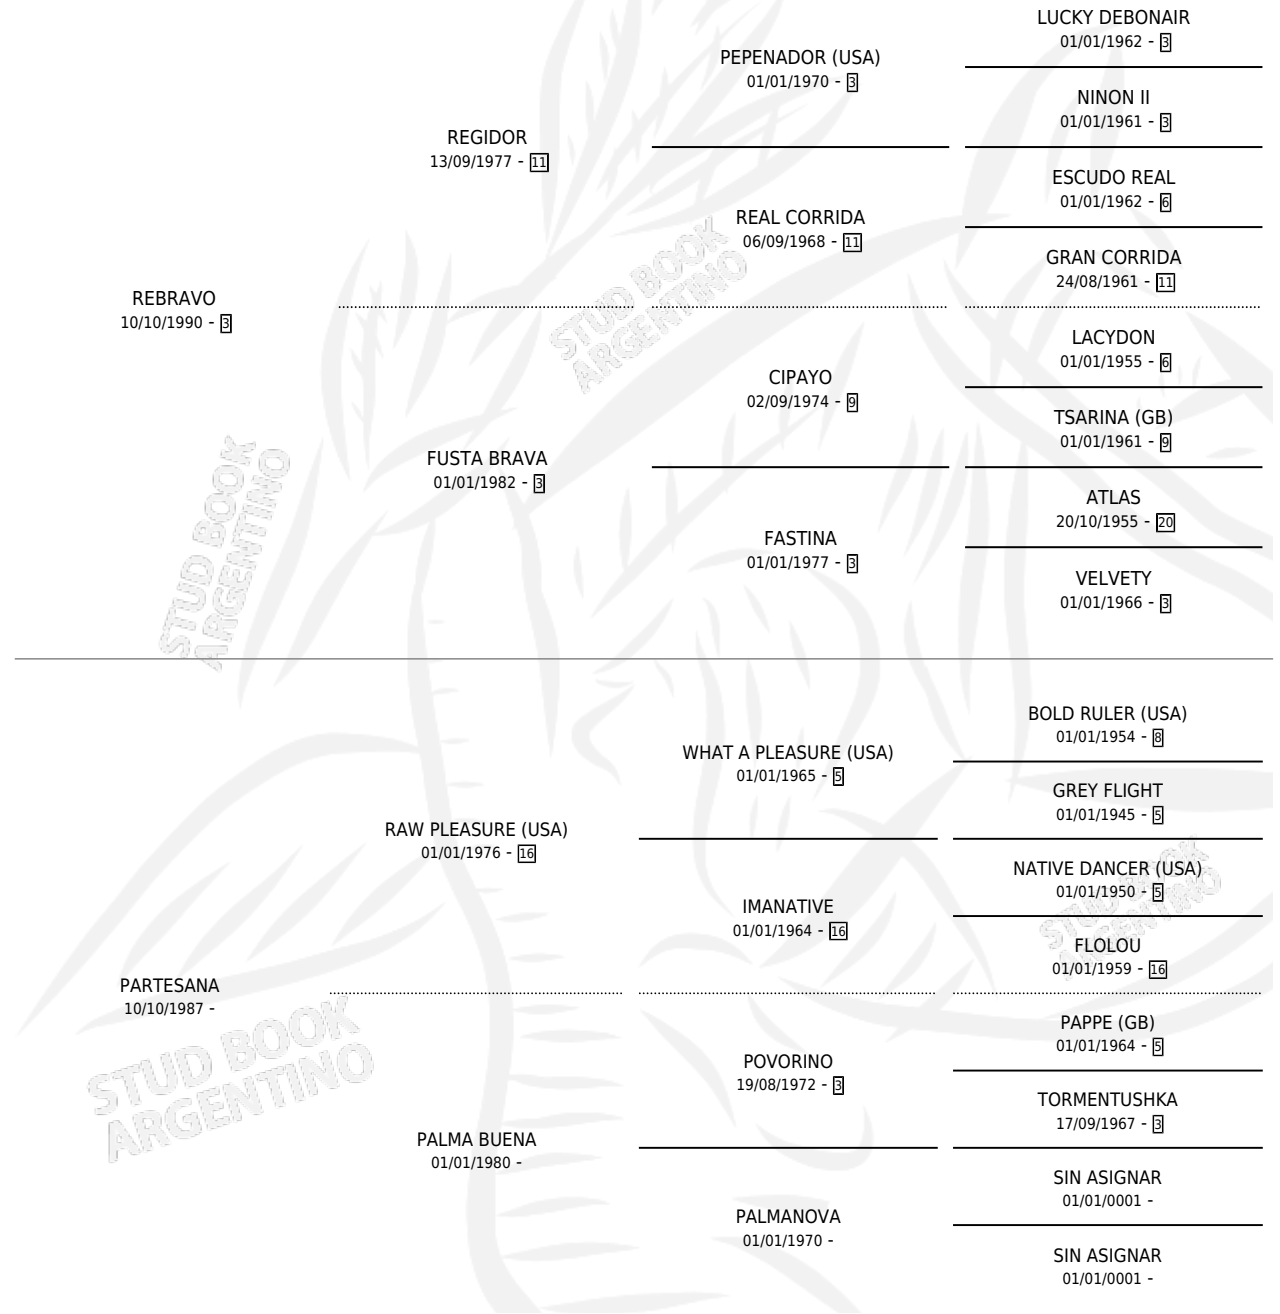 LUCKY DEBONAIR
01/01/1962 - 3
PEPENADOR (USA)
01/01/1970 - 3
NINON II
01/01/1961 - 3
REGIDOR
13/09/1977 - 11
ESCUDO REAL
01/01/1962 - 6
REAL CORRIDA
06/09/1968 - 11
GRAN CORRIDA
24/08/1961 - 11
REBRAVO
10/10/1990 - 3
STUD BOOK
ARGENTINO
LACYDON
01/01/1955 - 6
CIPAYO
02/09/1974 - 9
TSARINA (GB)
01/01/1961 - 9
FUSTA BRAVA
01/01/1982 - 3
ATLAS
20/10/1955 - 20
FASTINA
01/01/1977 - 3
VELVETY
01/01/1966 - 3
STUD BOOK
ARGENTINO
BOLD RULER (USA)
01/01/1954 - 8
WHAT A PLEASURE (USA)
01/01/1965 - 5
GREY FLIGHT
01/01/1945 - 5
RAW PLEASURE (USA)
01/01/1976 - 16
NATIVE DANCER (USA)
01/01/1950 - 5
IMANATIVE
01/01/1964 - 16
STUD BOOK
ARGENTINO
FLOLOU
01/01/1959 - 16
PARTESANA
10/10/1987 -
STUD BOOK
ARGENTINO
PAPPE (GB)
01/01/1964 - 5
POVORINO
19/08/1972 - 3
TORMENTUSHKA
17/09/1967 - 3
PALMA BUENA
01/01/1980 -
SIN ASIGNAR
01/01/0001 -
PALMANOVA
01/01/1970 -
SIN ASIGNAR
01/01/0001 -